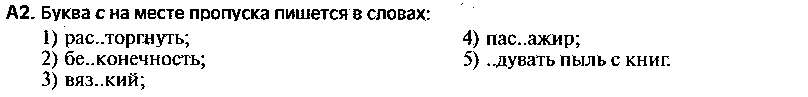 А2. Буква с на месте пропуска пишется в словах:
1) рас..торгнуть;
2) бе..конечность;
3) вяз..кий;
4) пас..ажир;
5) ..дувать пыль с книг.